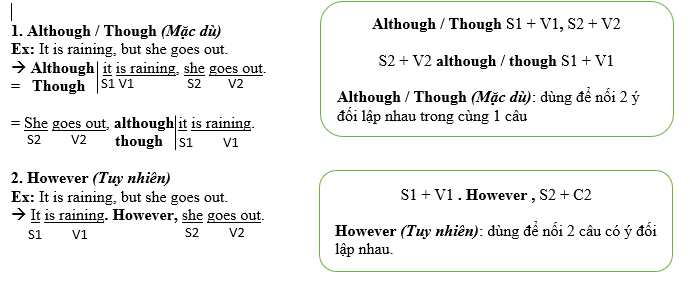 1. Although / Though (Mặc dù)
Ex: It is raining, but she goes out.
→ Although it is raining, she goes out.
= Though S1 V1 S2 V2
= She goes out, although it is raining.
S2 V2 though S1 V1
2. However (Tuy nhiên)
Ex: It is raining, but she goes out.
→ It is raining. However, she goes out.
S1 V1 S2 V2
Although / Though S1 + V1, S2 + V2
S2 + V2 although / though S1 + V1
Although / Though (Mặc dù): dùng để nối 2 ý
đối lập nhau trong cùng 1 câu
S1 + V1 . However , S2 + C2
However (Tuy nhiên): dùng để nối 2 câu có ý đối
lập nhau.